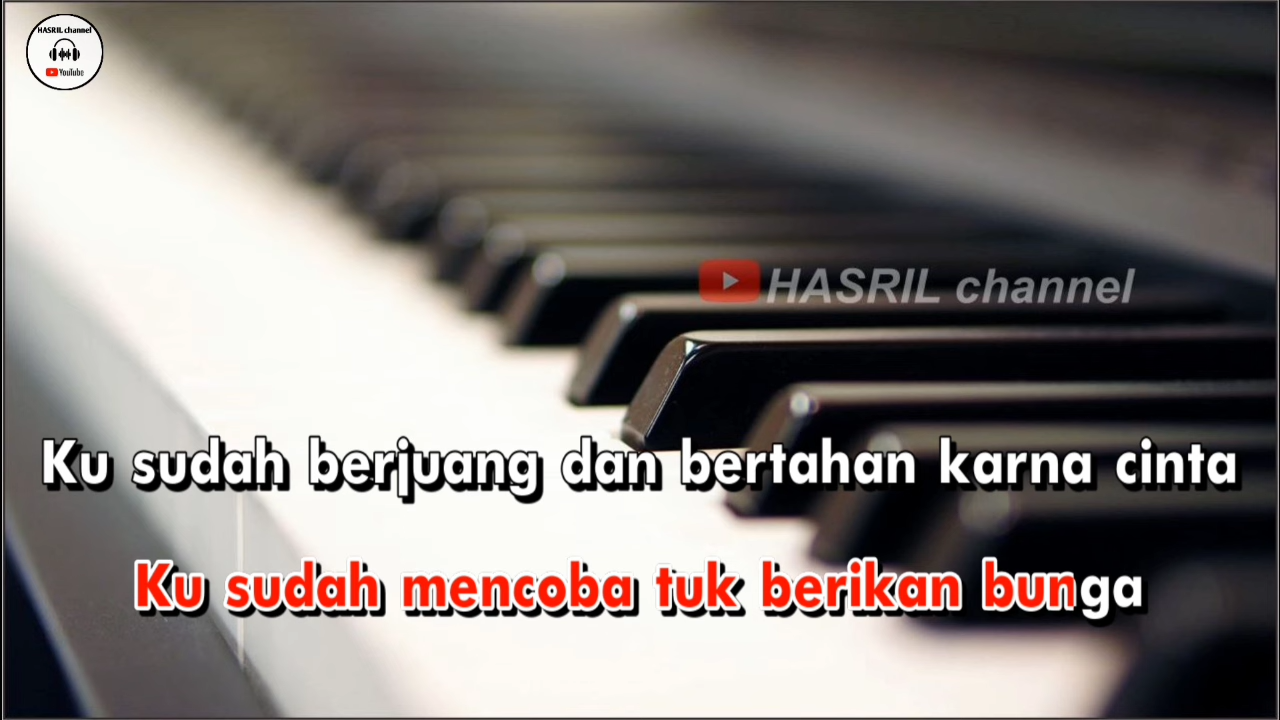 HASRIL channel
YouTube
HASRIL channel
Ku sudah berjuang dan bertahan karna cinta
Ku sudah mencoba tuk berikan bunga